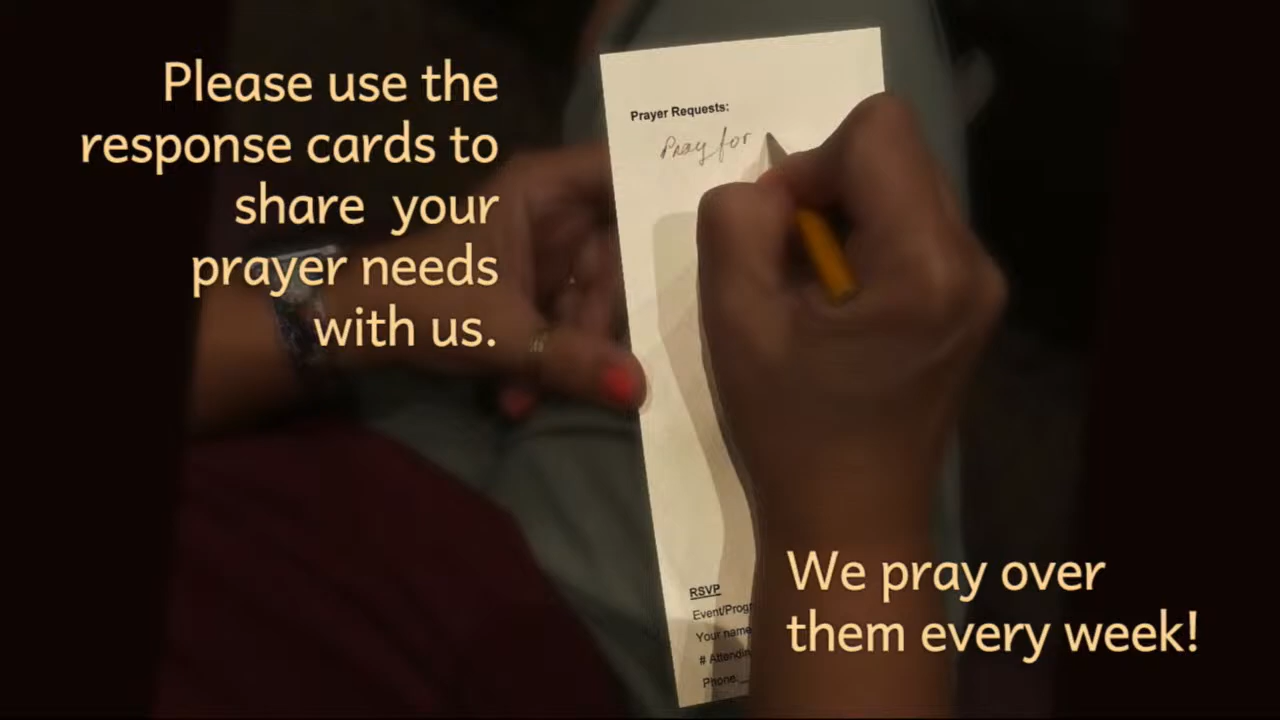 Please use the
response cards to
share  your
prayer needs
with us.
Prayer Requests:
Pray for
RSVP
Event/Prog
Your name
# Attending
Phone:
We pray over
them every week!